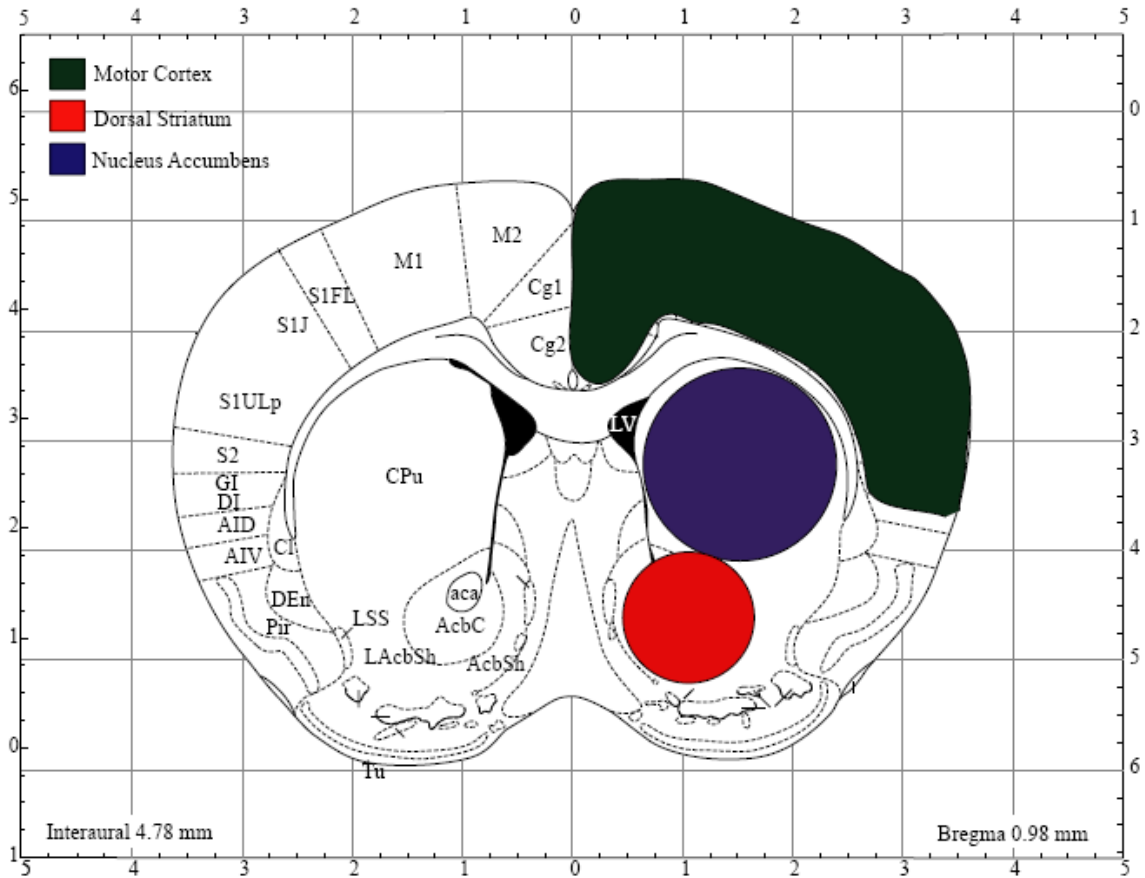 5 4 3 2 1 0 1 2 3 4 5
6
Motor Cortex
0
Dorsal Striatum
Nucleus Accumbens
5
1
M2
M1
Cg1
S1FL
4
S1J
2
Cg2
S1ULp
3
LV
3
S2
CPu
GI
DI
2
AID
CI
AIV
4
aca
DEn
LSS
AcbC
Pir
1
LAcbSh
AcbSh
5
0
Tu
6
Interaural 4.78 mm
Bregma 0.98 mm
1
5 4 3 2 1 0 1 2 3 4 5